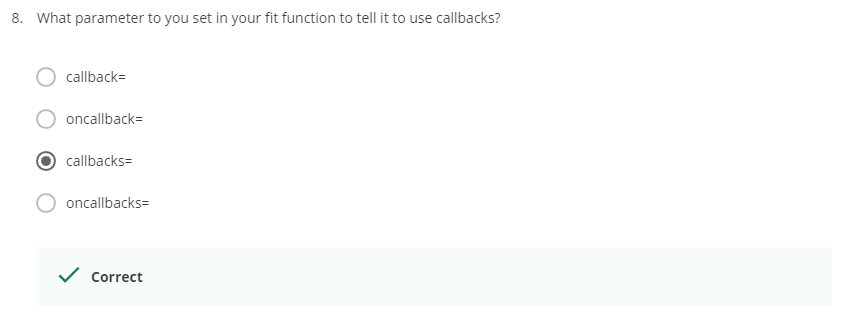 8. What parameter to you set in your fit function to tell it to use callbacks?
callback=
oncallback=
callbacks=
oncallbacks=
Correct